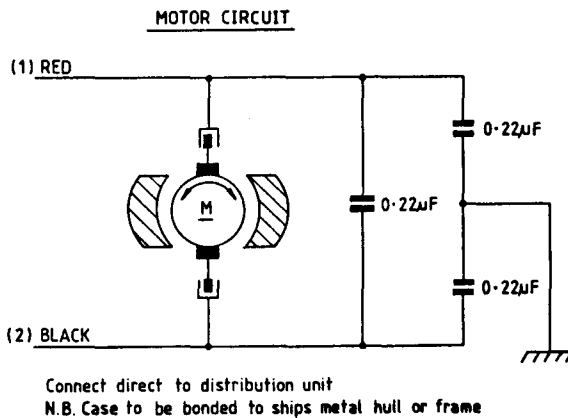 MOTOR CIRCUIT
(1) RED
0·22µF
M
0·22µF
0·22µF
(2) BLACK
Connect direct to distribution unit
N.B. Case to be bonded to ships metal hull or frame